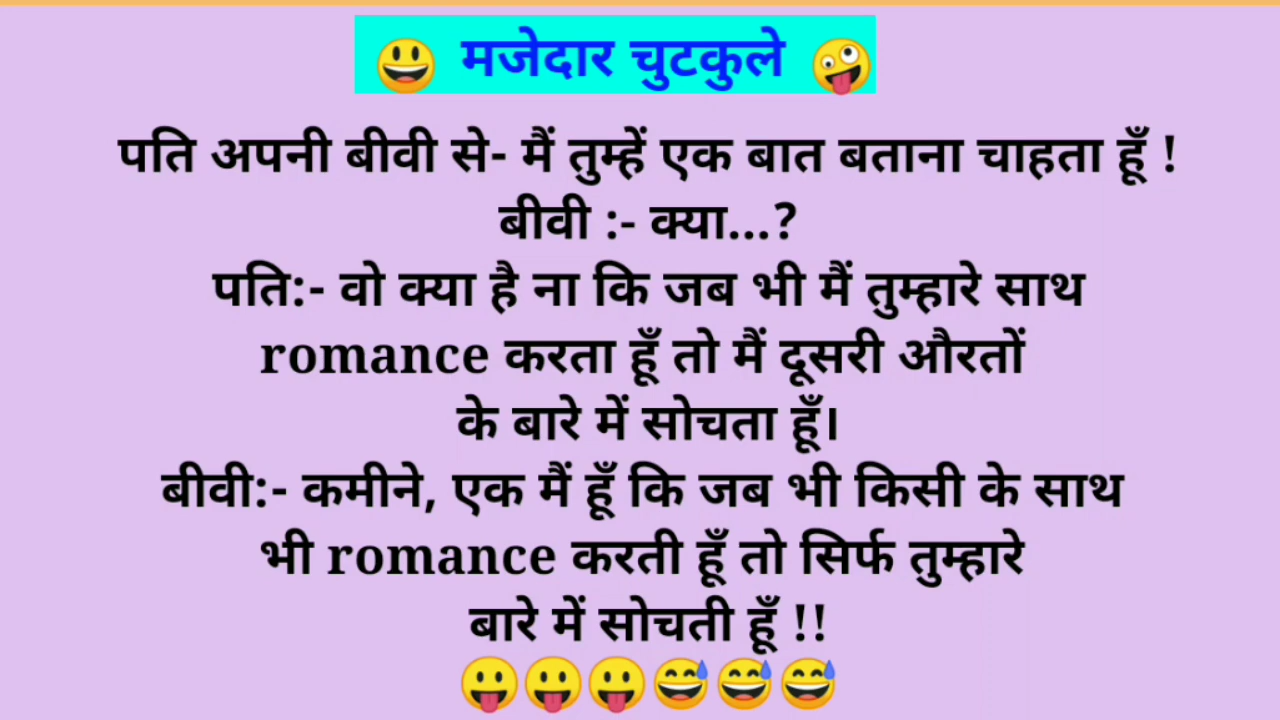 😃 मजेदार चुटकुले 🤪
पति अपनी बीवी से- मैं तुम्हें एक बात बताना चाहता हूँ !
बीवी :- क्या...?
पति:- वो क्या है ना कि जब भी मैं तुम्हारे साथ
romance करता हूँ तो मैं दूसरी औरतों
के बारे में सोचता हूँ।
बीवी:- कमीने, एक मैं हूँ कि जब भी किसी के साथ
भी romance करती हूँ तो सिर्फ तुम्हारे
बारे में सोचती हूँ !!
😛😛😛😅😅😅